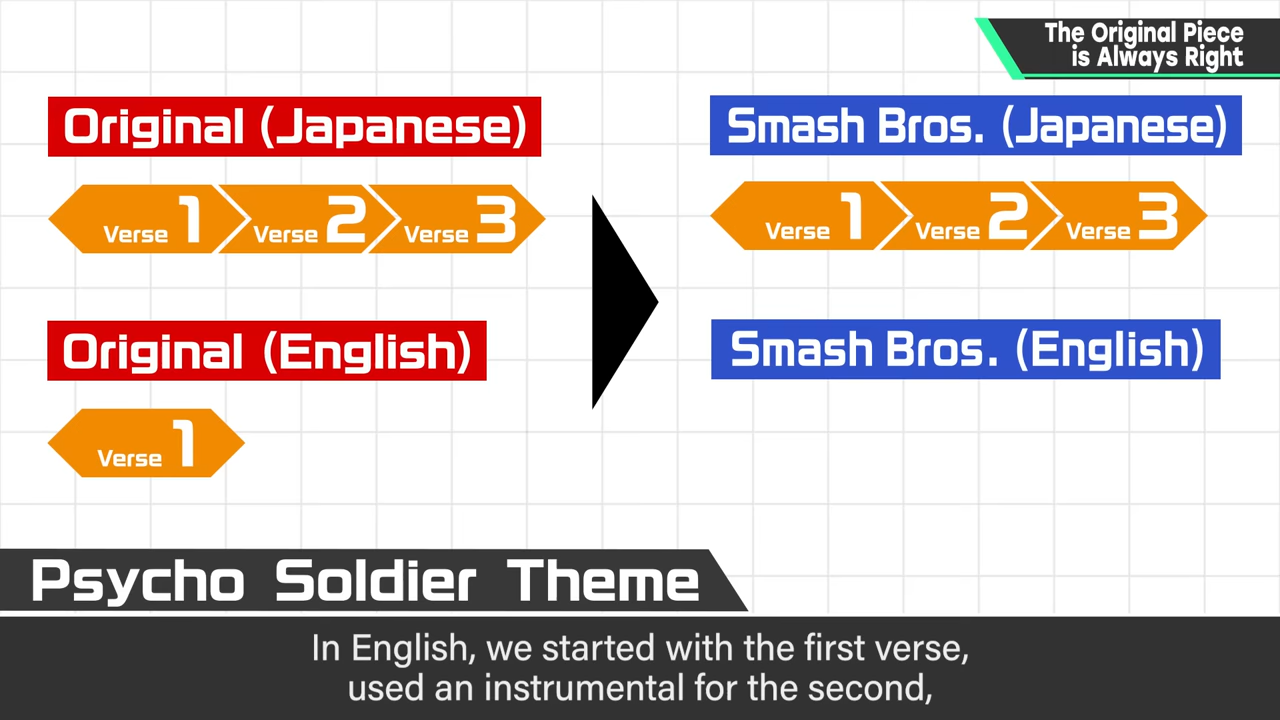 The Original Piece
is Always Right
Original (Japanese)
Smash Bros. (Japanese)
Verse 1 Verse 2 Verse 3
Verse 1 Verse 2 Verse 3
Original (English)
Smash Bros. (English)
Verse 1
Psycho Soldier Theme
In English, we started with the first verse,
used an instrumental for the second,